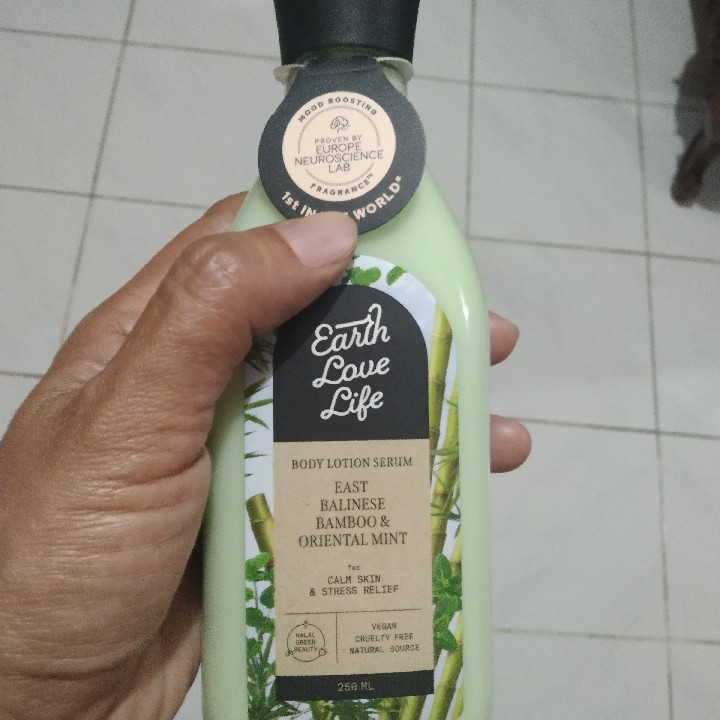 MOOD BOOSTING
PROVEN BY
EUROPE
NEUROSCIENCE
LAB
FRAGRANCE™
1st IN WORLD®
Earth
Love
Life
BODY LOTION SERUM
EAST
BALINESE
BAMBOO &
ORIENTAL MINT
for
CALM SKIN
& STRESS RELIEF
HALAL
GREEN
BEAUTY
VEGAN
CRUELTY FREE
NATURAL SOURCE
250 ML